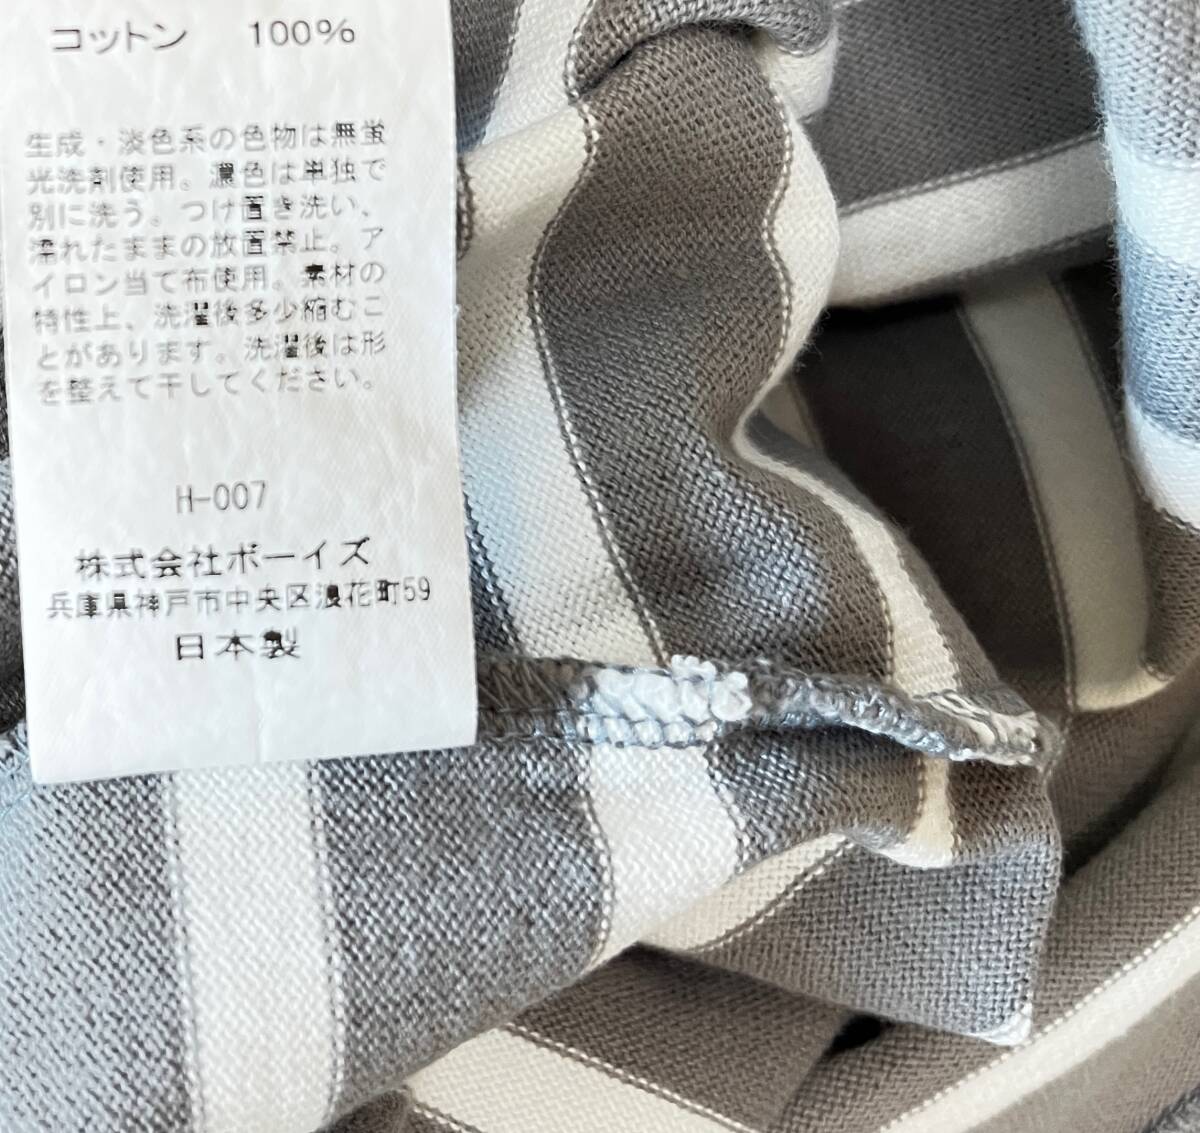 コットン 100%
生成・淡色系の色物は無蛍
光洗剤使用。濃色は単独で
別に洗う。つけ置き洗い、
濡れたままの放置禁止。ア
イロン当て布使用。素材の
特性上、洗濯後多少縮むこ
とがあります。洗濯後は形
を整えて干してください。
H-007
株式会社ボーイズ
兵庫県神戸市中央区浪花町59
日本製